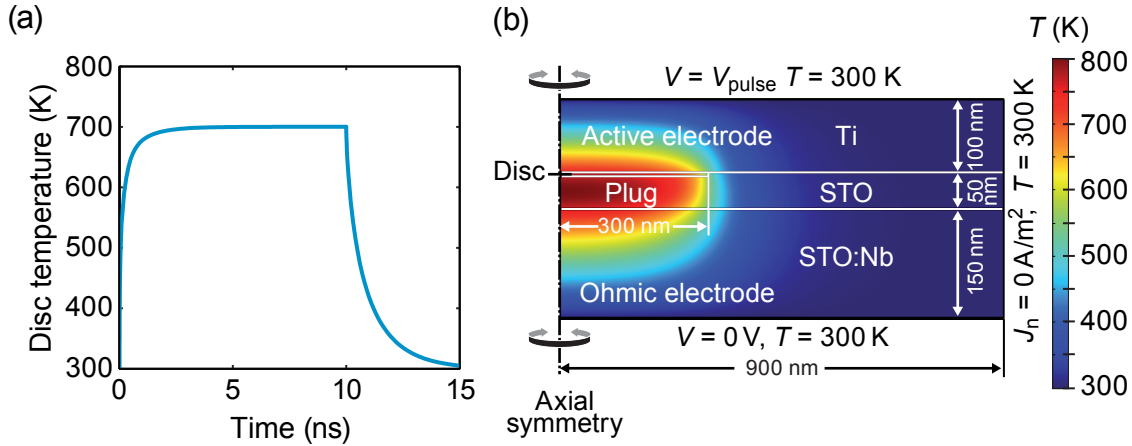 (a)
800
700
600
500
400
300
Disc temperature (K)
0
5
10
15
Time (ns)
(b)
V = Vpulse T = 300 K
Active electrode
Ti
100 nm
Disc
Plug
STO
50 nm
300 nm
STO:Nb
150 nm
Ohmic electrode
V = 0 V, T = 300 K
900 nm
Axial
symmetry
Jn = 0 A/m², T = 300 K
T (K)
800
700
600
500
400
300